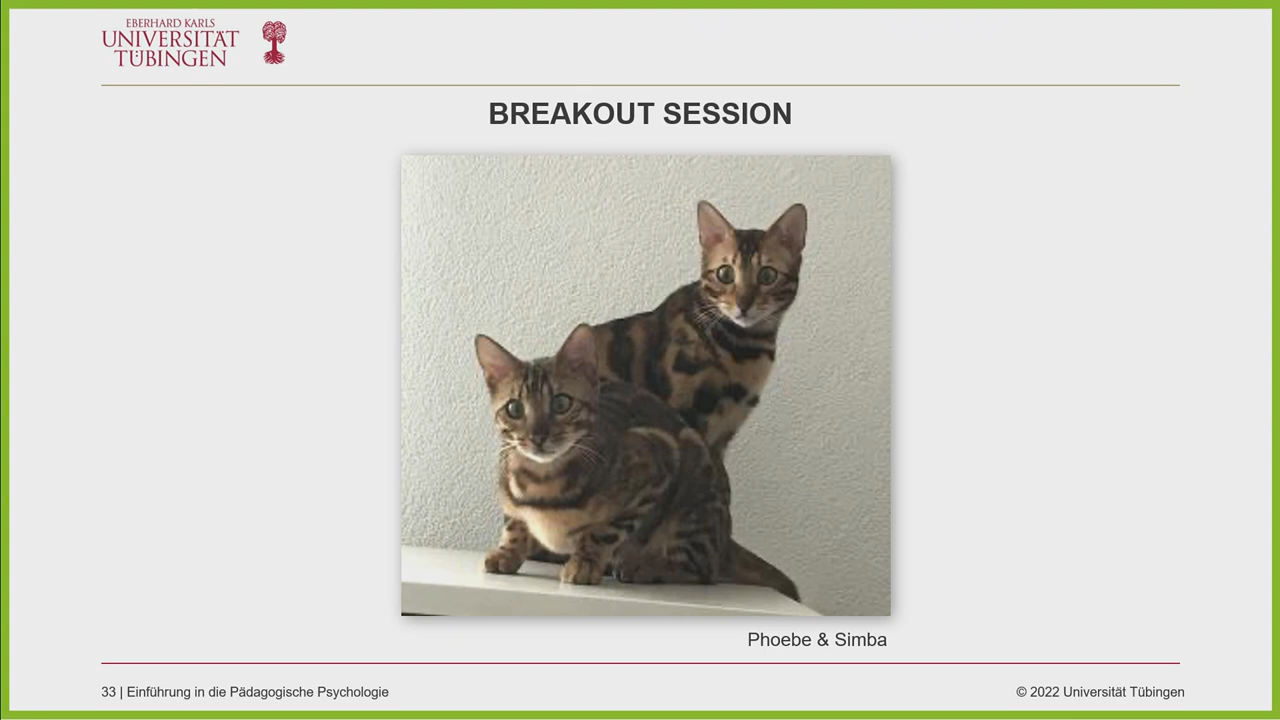 EBERHARD KARLS
UNIVERSITÄT
TÜBINGEN
BREAKOUT SESSION
Phoebe & Simba
33 | Einführung in die Pädagogische Psychologie
© 2022 Universität Tübingen